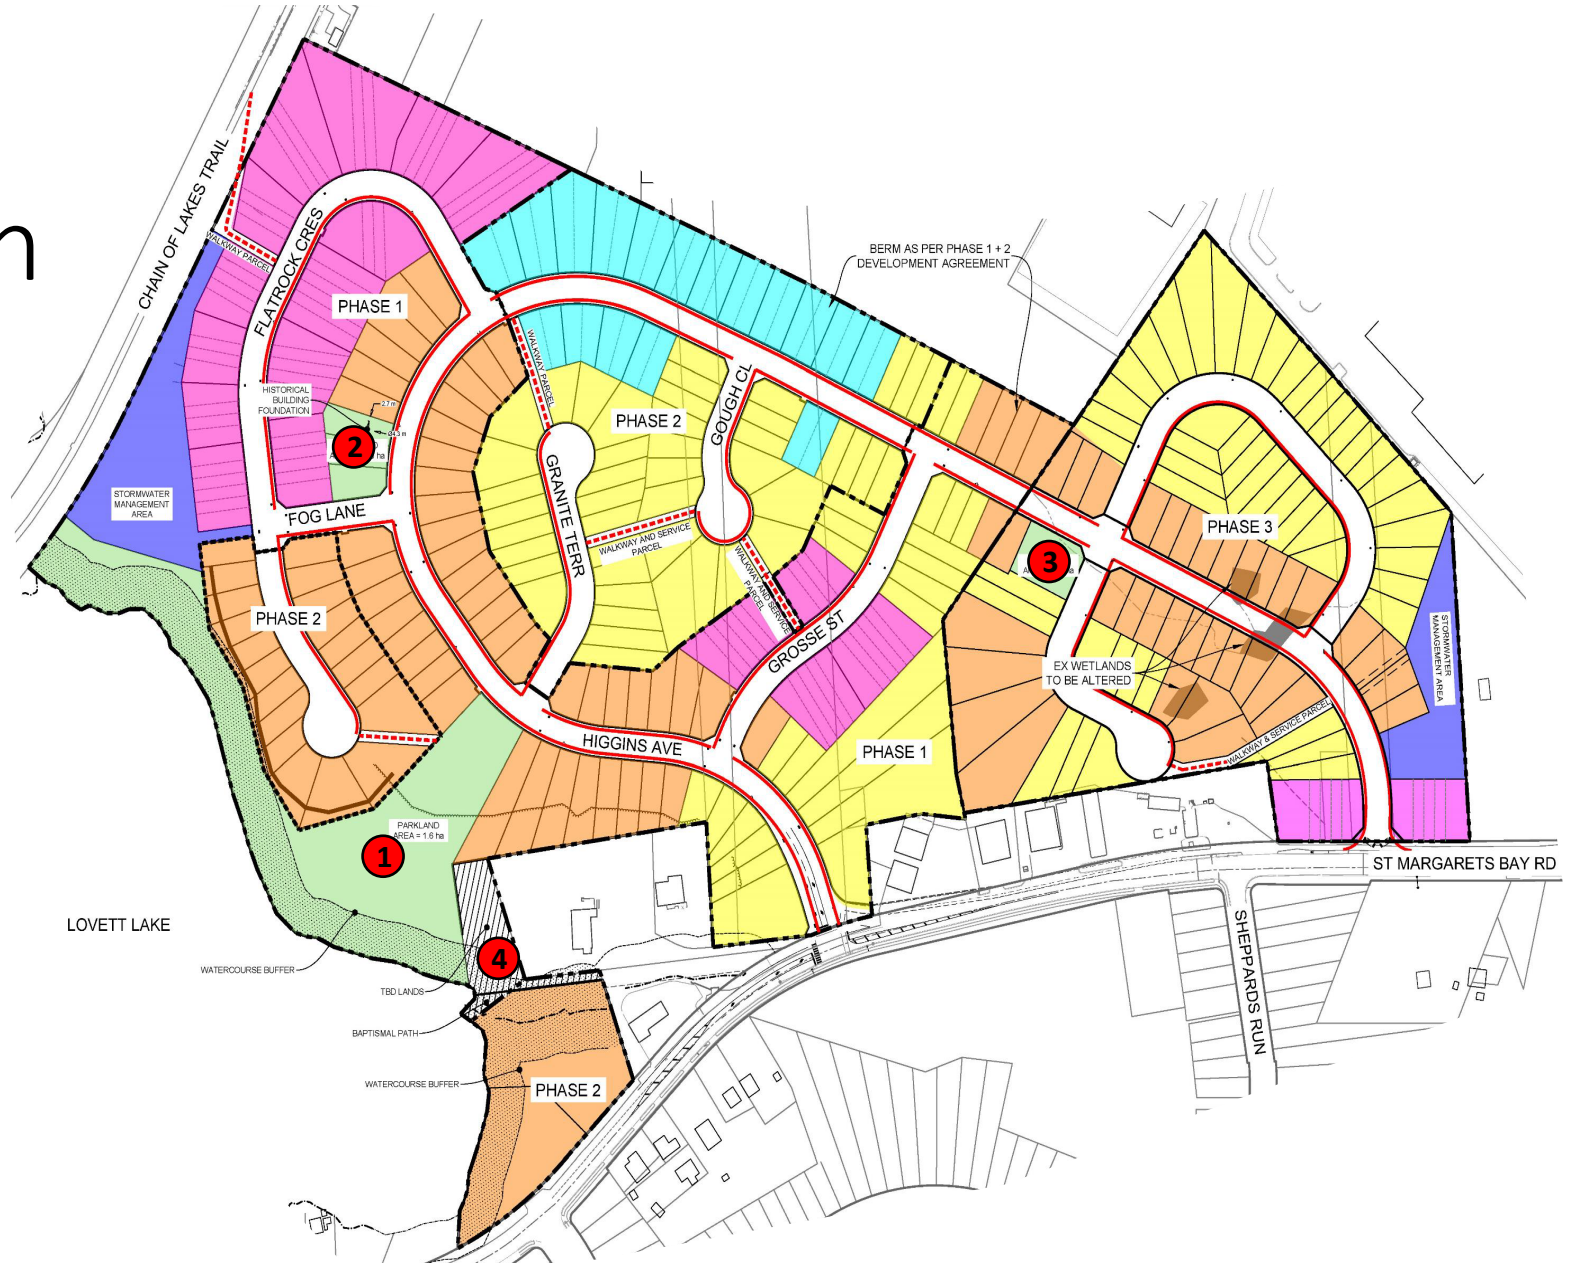 n
CHAIN OF LAKES TRAIL
FLATROCK CRES
WALKWAY PARCEL
PHASE 1
BERM AS PER PHASE 1 + 2
DEVELOPMENT AGREEMENT
WALKWAY PARCEL
HISTORICAL
BUILDING
FOUNDATION
2.7 m
2
ha
PHASE 2
GOUGH CL
STORMWATER
MANAGEMENT
AREA
FOG LANE
GRANITE TERR
WALKWAY AND SERVICE
PARCEL
WALKWAY AND SERVICE
PARCEL
PHASE 3
3
PHASE 2
GROSSE ST
EX WETLANDS
TO BE ALTERED
STORMWATER
MANAGEMENT AREA
WALKWAY & SERVICE PARCEL
HIGGINS AVE
PHASE 1
PARKLAND
AREA = 1.6 ha
1
ST MARGARETS BAY RD
LOVETT LAKE
SHEPPARDS RUN
4
WATERCOURSE BUFFER
TBD LANDS
BAPTISMAL PATH
WATERCOURSE BUFFER
PHASE 2